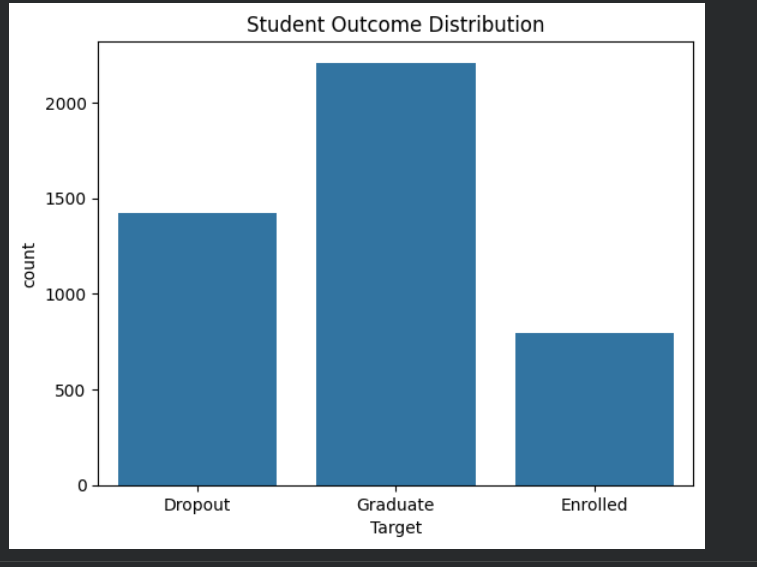 Student Outcome Distribution
2000
1500
1000
500
0
count
Dropout Graduate Enrolled
Target